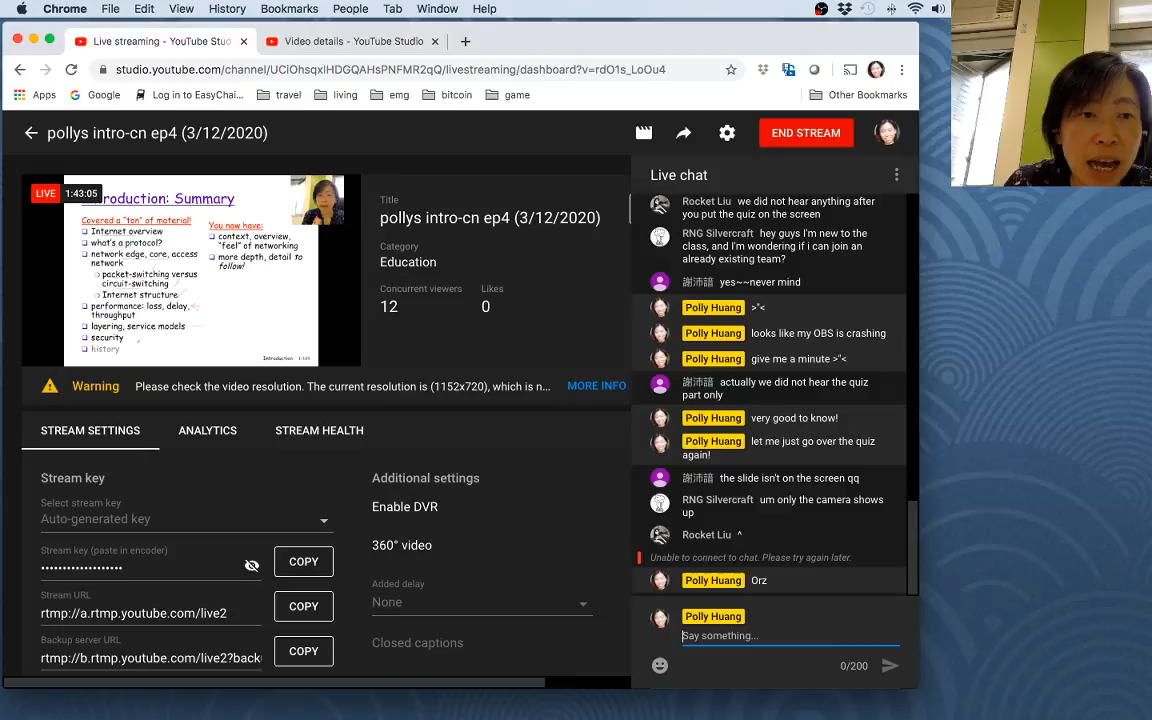 Chrome File Edit View History Bookmarks People Tab Window Help
Live streaming - YouTube Stud
Video details - YouTube Studio
studio.youtube.com/channel/UCiOhsqxlHDGQAHsPNFMR2qQ/livestreaming/dashboard?v=rdO1s_LoOu4
Apps Google Log in to EasyChai... travel living emg bitcoin game Other Bookmarks
pollys intro-cn ep4 (3/12/2020)
END STREAM
LIVE 1:43:05
troduction: Summary
Covered a "ton" of material!
Internet overview
what's a protocol?
network edge, core, access
network
packet-switching versus
circuit-switching
Internet structure
performance: loss, delay,
throughput
layering, service models
security
history
You now have:
context, overview,
"feel" of networking
more depth, detail to
follow!
Introduction
Title
pollys intro-cn ep4 (3/12/2020)
Category
Education
Concurrent viewers
12
Likes
0
Warning Please check the video resolution. The current resolution is (1152x720), which is n... MORE INFO
STREAM SETTINGS ANALYTICS STREAM HEALTH
Stream key
Select stream key
Auto-generated key
Stream key (paste in encoder)
••••••••••••••••••• COPY
Stream URL
rtmp://a.rtmp.youtube.com/live2 COPY
Backup server URL
rtmp://b.rtmp.youtube.com/live2?back COPY
Additional settings
Enable DVR
360° video
Added delay
None
Closed captions
Live chat
Rocket Liu we did not hear anything after
you put the quiz on the screen
RNG Silvercraft hey guys I'm new to the
class, and I'm wondering if i can join an
already existing team?
謝沛諳 yes~~never mind
Polly Huang >"<
Polly Huang looks like my OBS is crashing
Polly Huang give me a minute >"<
謝沛諳 actually we did not hear the quiz
part only
Polly Huang very good to know!
Polly Huang let me just go over the quiz
again!
謝沛諳 the slide isn't on the screen qq
RNG Silvercraft um only the camera shows
up
Rocket Liu ^
Unable to connect to chat. Please try again later.
Polly Huang Orz
Polly Huang
Say something...
0/200